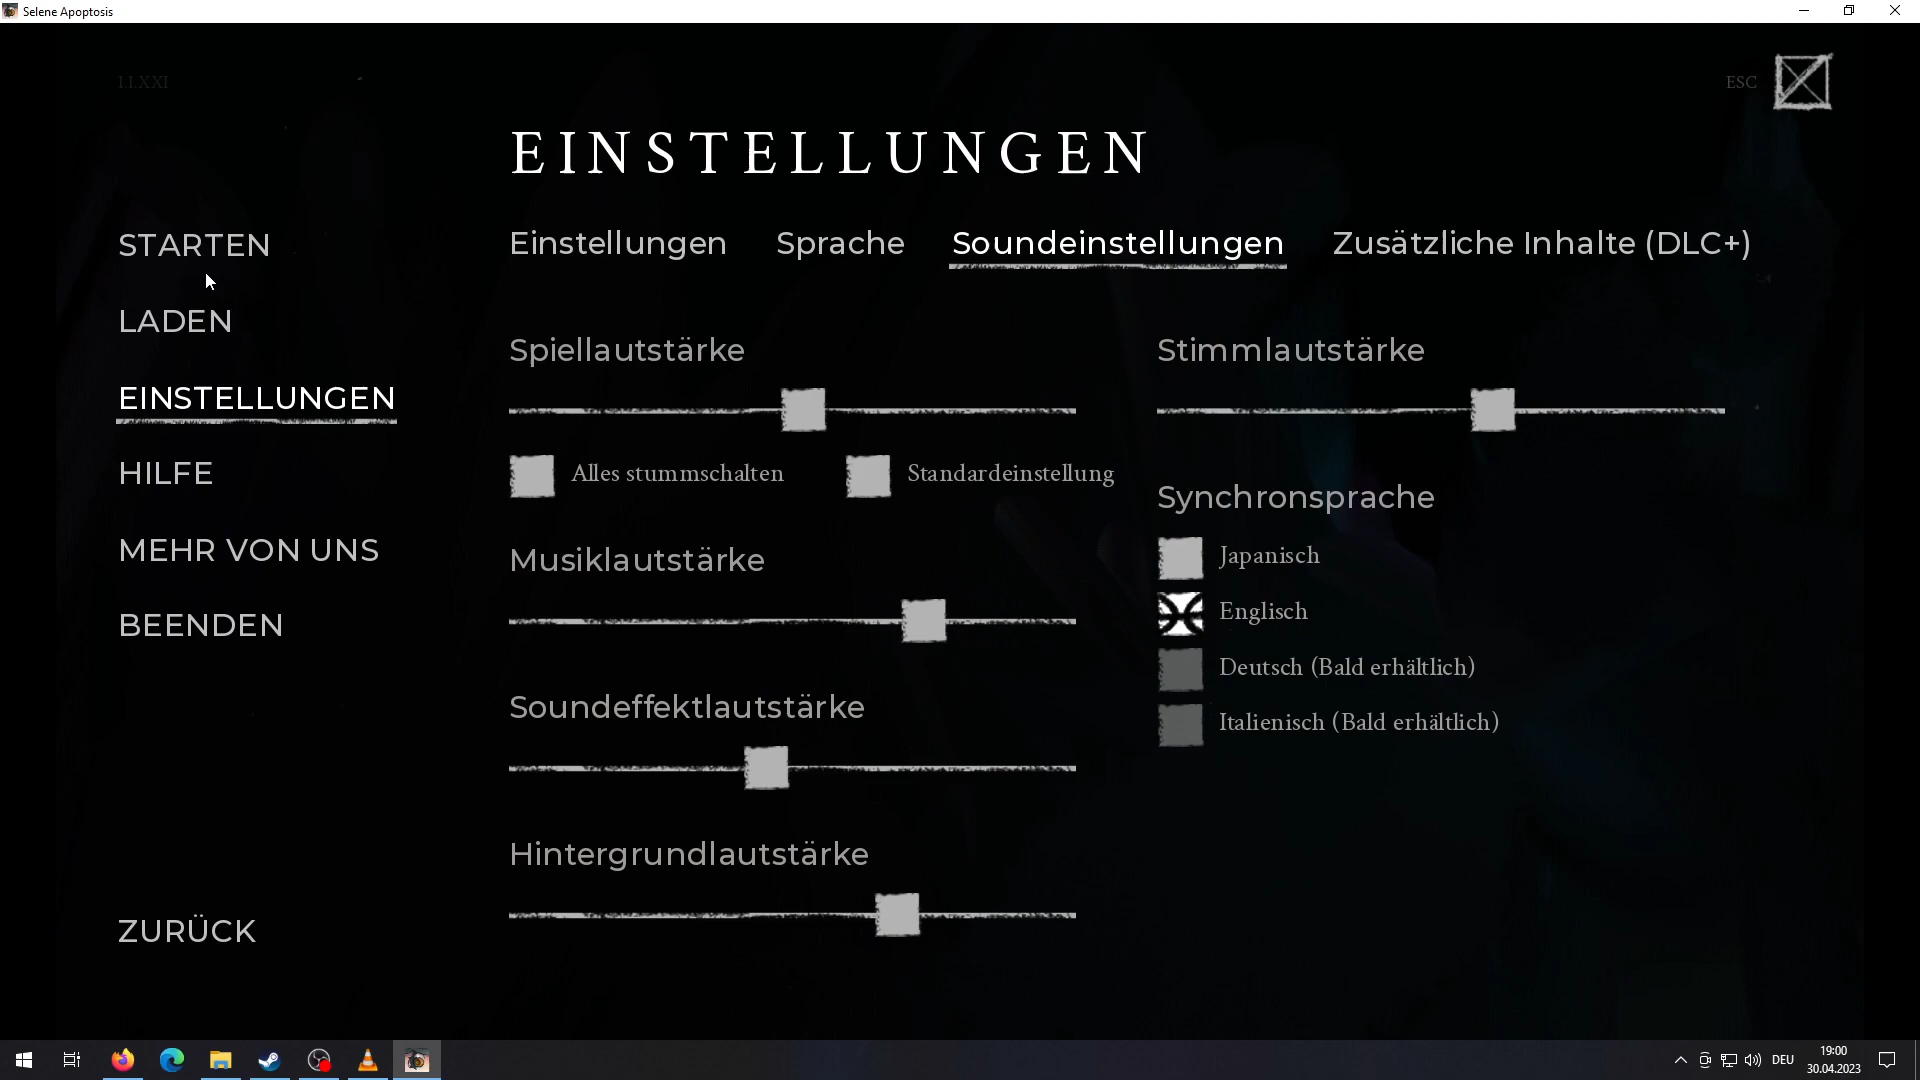 Selene Apoptosis
1.1.XXI
ESC
EINSTELLUNGEN
STARTEN
LADEN
EINSTELLUNGEN
HILFE
MEHR VON UNS
BEENDEN
ZURÜCK
Einstellungen Sprache Soundeinstellungen Zusätzliche Inhalte (DLC+)
Spiellautstärke
Alles stummschalten Standardeinstellung
Musiklautstärke
Soundeffektlautstärke
Hintergrundlautstärke
Stimmlautstärke
Synchronsprache
Japanisch
Englisch
Deutsch (Bald erhältlich)
Italienisch (Bald erhältlich)
DEU
19:00
30.04.2023